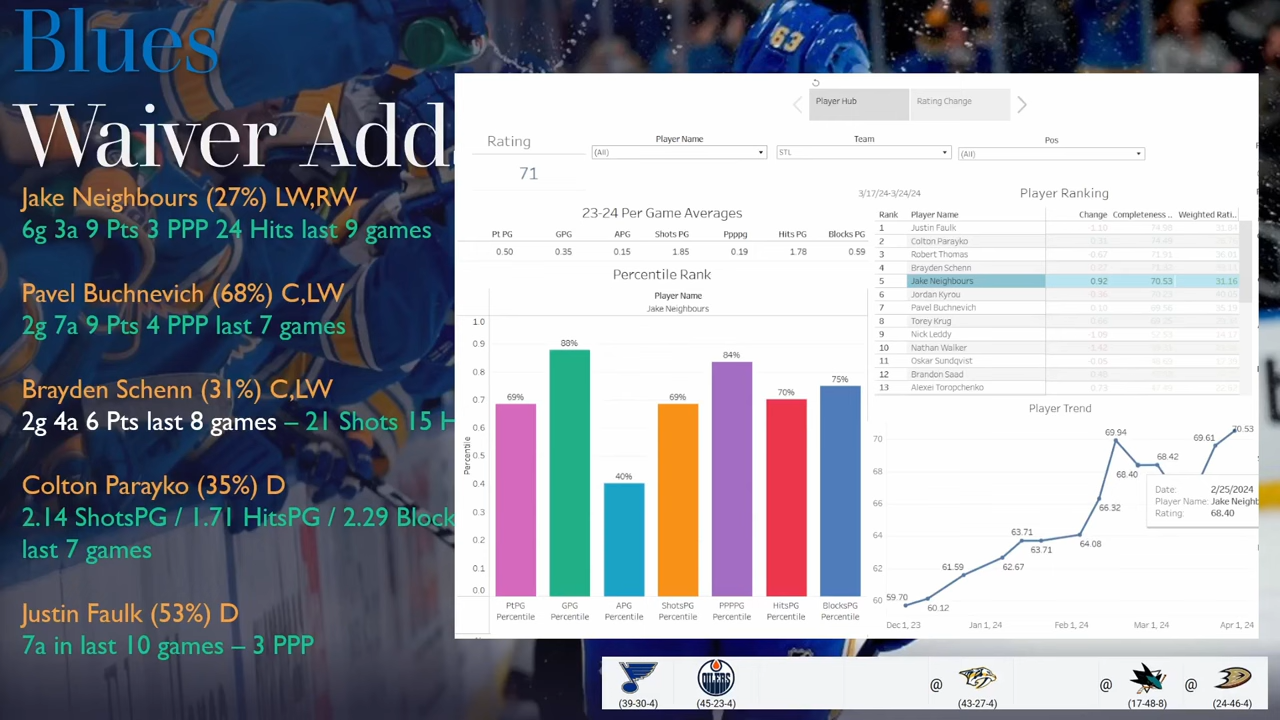 Blues
Waiver Add
Jake Neighbours (27%) LW,RW
6g 3a 9 Pts 3 PPP 24 Hits last 9 games
Pavel Buchnevich (68%) C,LW
2g 7a 9 Pts 4 PPP last 7 games
Brayden Schenn (31%) C,LW
2g 4a 6 Pts last 8 games – 21 Shots 15 H
Colton Parayko (35%) D
2.14 ShotsPG / 1.71 HitsPG / 2.29 Block
last 7 games
Justin Faulk (53%) D
7a in last 10 games – 3 PPP
63
Player Hub Rating Change
Rating
71
Player Name Team Pos
(All) STL (All)
23-24 Per Game Averages
Pt PG GPG APG Shots PG Ppppg Hits PG Blocks PG
0.50 0.35 0.15 1.85 0.19 1.78 0.59
Percentile Rank
Player Name
Jake Neighbours
Percentile
1.0
0.9
0.8
0.7
0.6
0.5
0.4
0.3
0.2
0.1
0.0
69% 88% 40% 69% 84% 70% 75%
PtPG GPG APG ShotsPG PPPPG HitsPG BlocksPG
Percentile Percentile Percentile Percentile Percentile Percentile Percentile
3/17/24-3/24/24 Player Ranking
Rank Player Name Change Completeness .. Weighted Rati..
1 Justin Faulk -1.10 74.98
2 Colton Parayko
3 Robert Thomas -0.67 71.91
4 Brayden Schenn
5 Jake Neighbours 0.92 70.53 31.16
6 Jordan Kyrou
7 Pavel Buchnevich
8 Torey Krug
9 Nick Leddy
10 Nathan Walker
11 Oskar Sundqvist
12 Brandon Saad
13 Alexei Toropchenko
Player Trend
70
68
66
64
62
60
59.70 60.12 61.59 62.67 63.71 63.71 64.08 66.32 69.94 68.40 68.42 69.61 70.53
Date: 2/25/2024
Player Name: Jake Neighb
Rating: 68.40
Dec 1, 23 Jan 1, 24 Feb 1, 24 Mar 1, 24 Apr 1, 24
OILERS
@ @ @
(39-30-4) (45-23-4) (43-27-4) (17-48-8) (24-46-4)